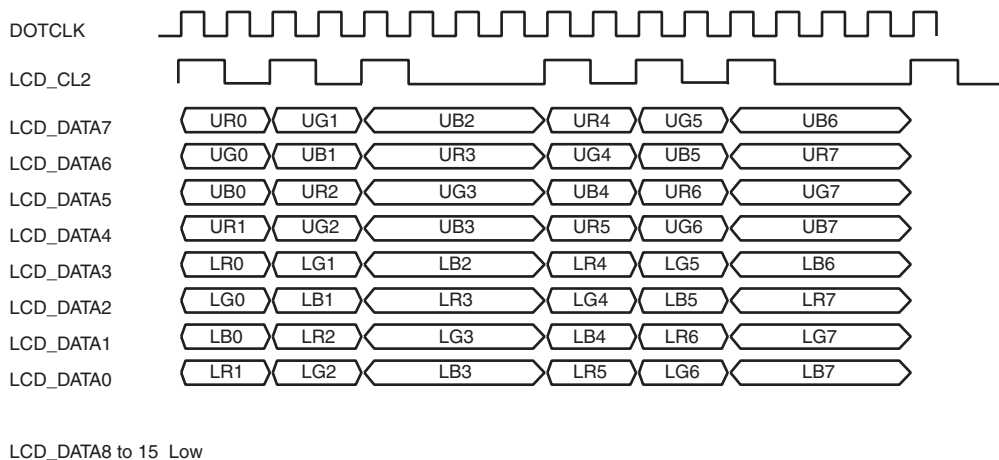 DOTCLK
LCD_CL2
LCD_DATA7 UR0 UG1 UB2 UR4 UG5 UB6
LCD_DATA6 UG0 UB1 UR3 UG4 UB5 UR7
LCD_DATA5 UB0 UR2 UG3 UB4 UR6 UG7
LCD_DATA4 UR1 UG2 UB3 UR5 UG6 UB7
LCD_DATA3 LR0 LG1 LB2 LR4 LG5 LB6
LCD_DATA2 LG0 LB1 LR3 LG4 LB5 LR7
LCD_DATA1 LB0 LR2 LG3 LB4 LR6 LG7
LCD_DATA0 LR1 LG2 LB3 LR5 LG6 LB7
LCD_DATA8 to 15 Low